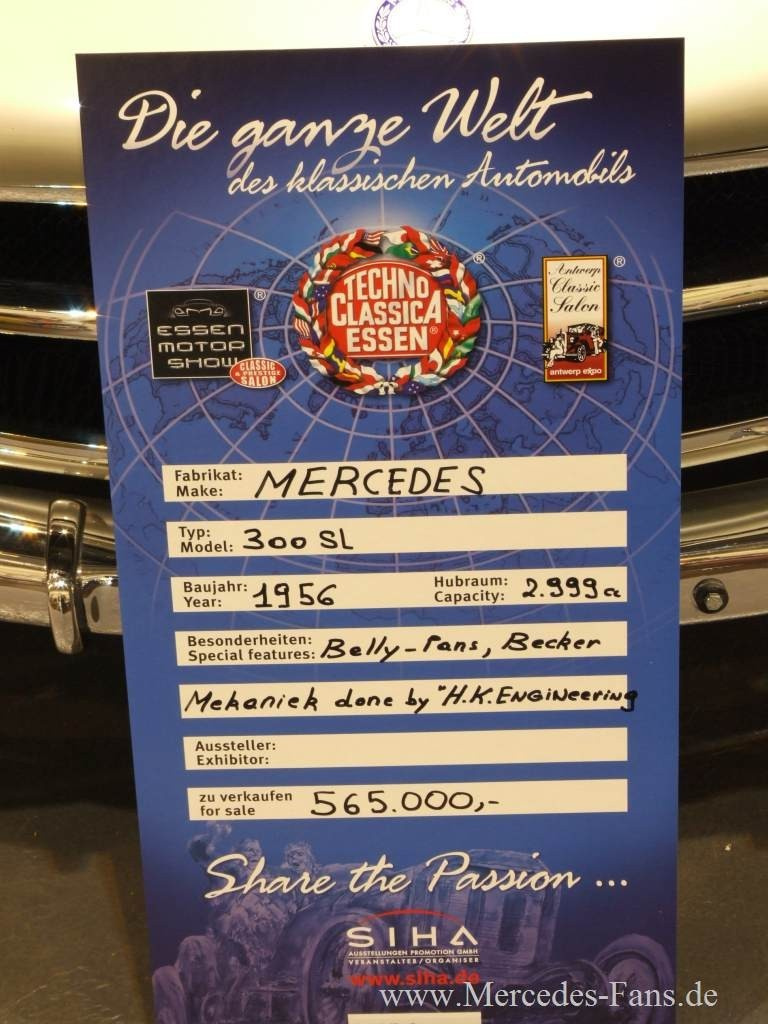 Die ganze Welt
des klassischen Automobils
ESSEN
MOTOR
SHOW
®
CLASSIC
& PRESTIGE
SALON
TECHNO
CLASSICA
ESSEN®
®
Antwerp
Classic
Salon
antwerp expo
®
Fabrikat:
Make: MERCEDES
Typ:
Model: 300 SL
Baujahr:
Year: 1956
Hubraum:
Capacity: 2.999 cc
Besonderheiten:
Special features: Belly-Pans, Becker
Mekaniek done by "H.K. ENGiNeering
Aussteller:
Exhibitor:
zu verkaufen
for sale 565.000,-
Share the Passion ...
SIHA
AUSSTELLUNGEN PROMOTION GMBH
VERANSTALTER/ORGANISER
www.siha.de
www.Mercedes-Fans.de